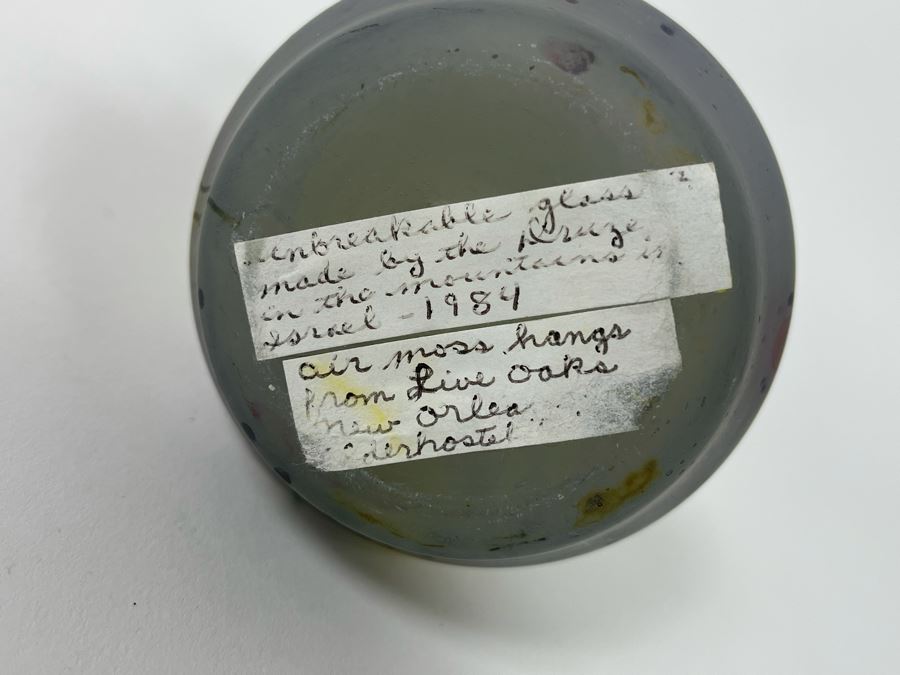 unbreakable glass
made by the Druze
in the mountains in
Israel - 1984
air moss hangs
from Live Oaks
new Orlea
elderhostel